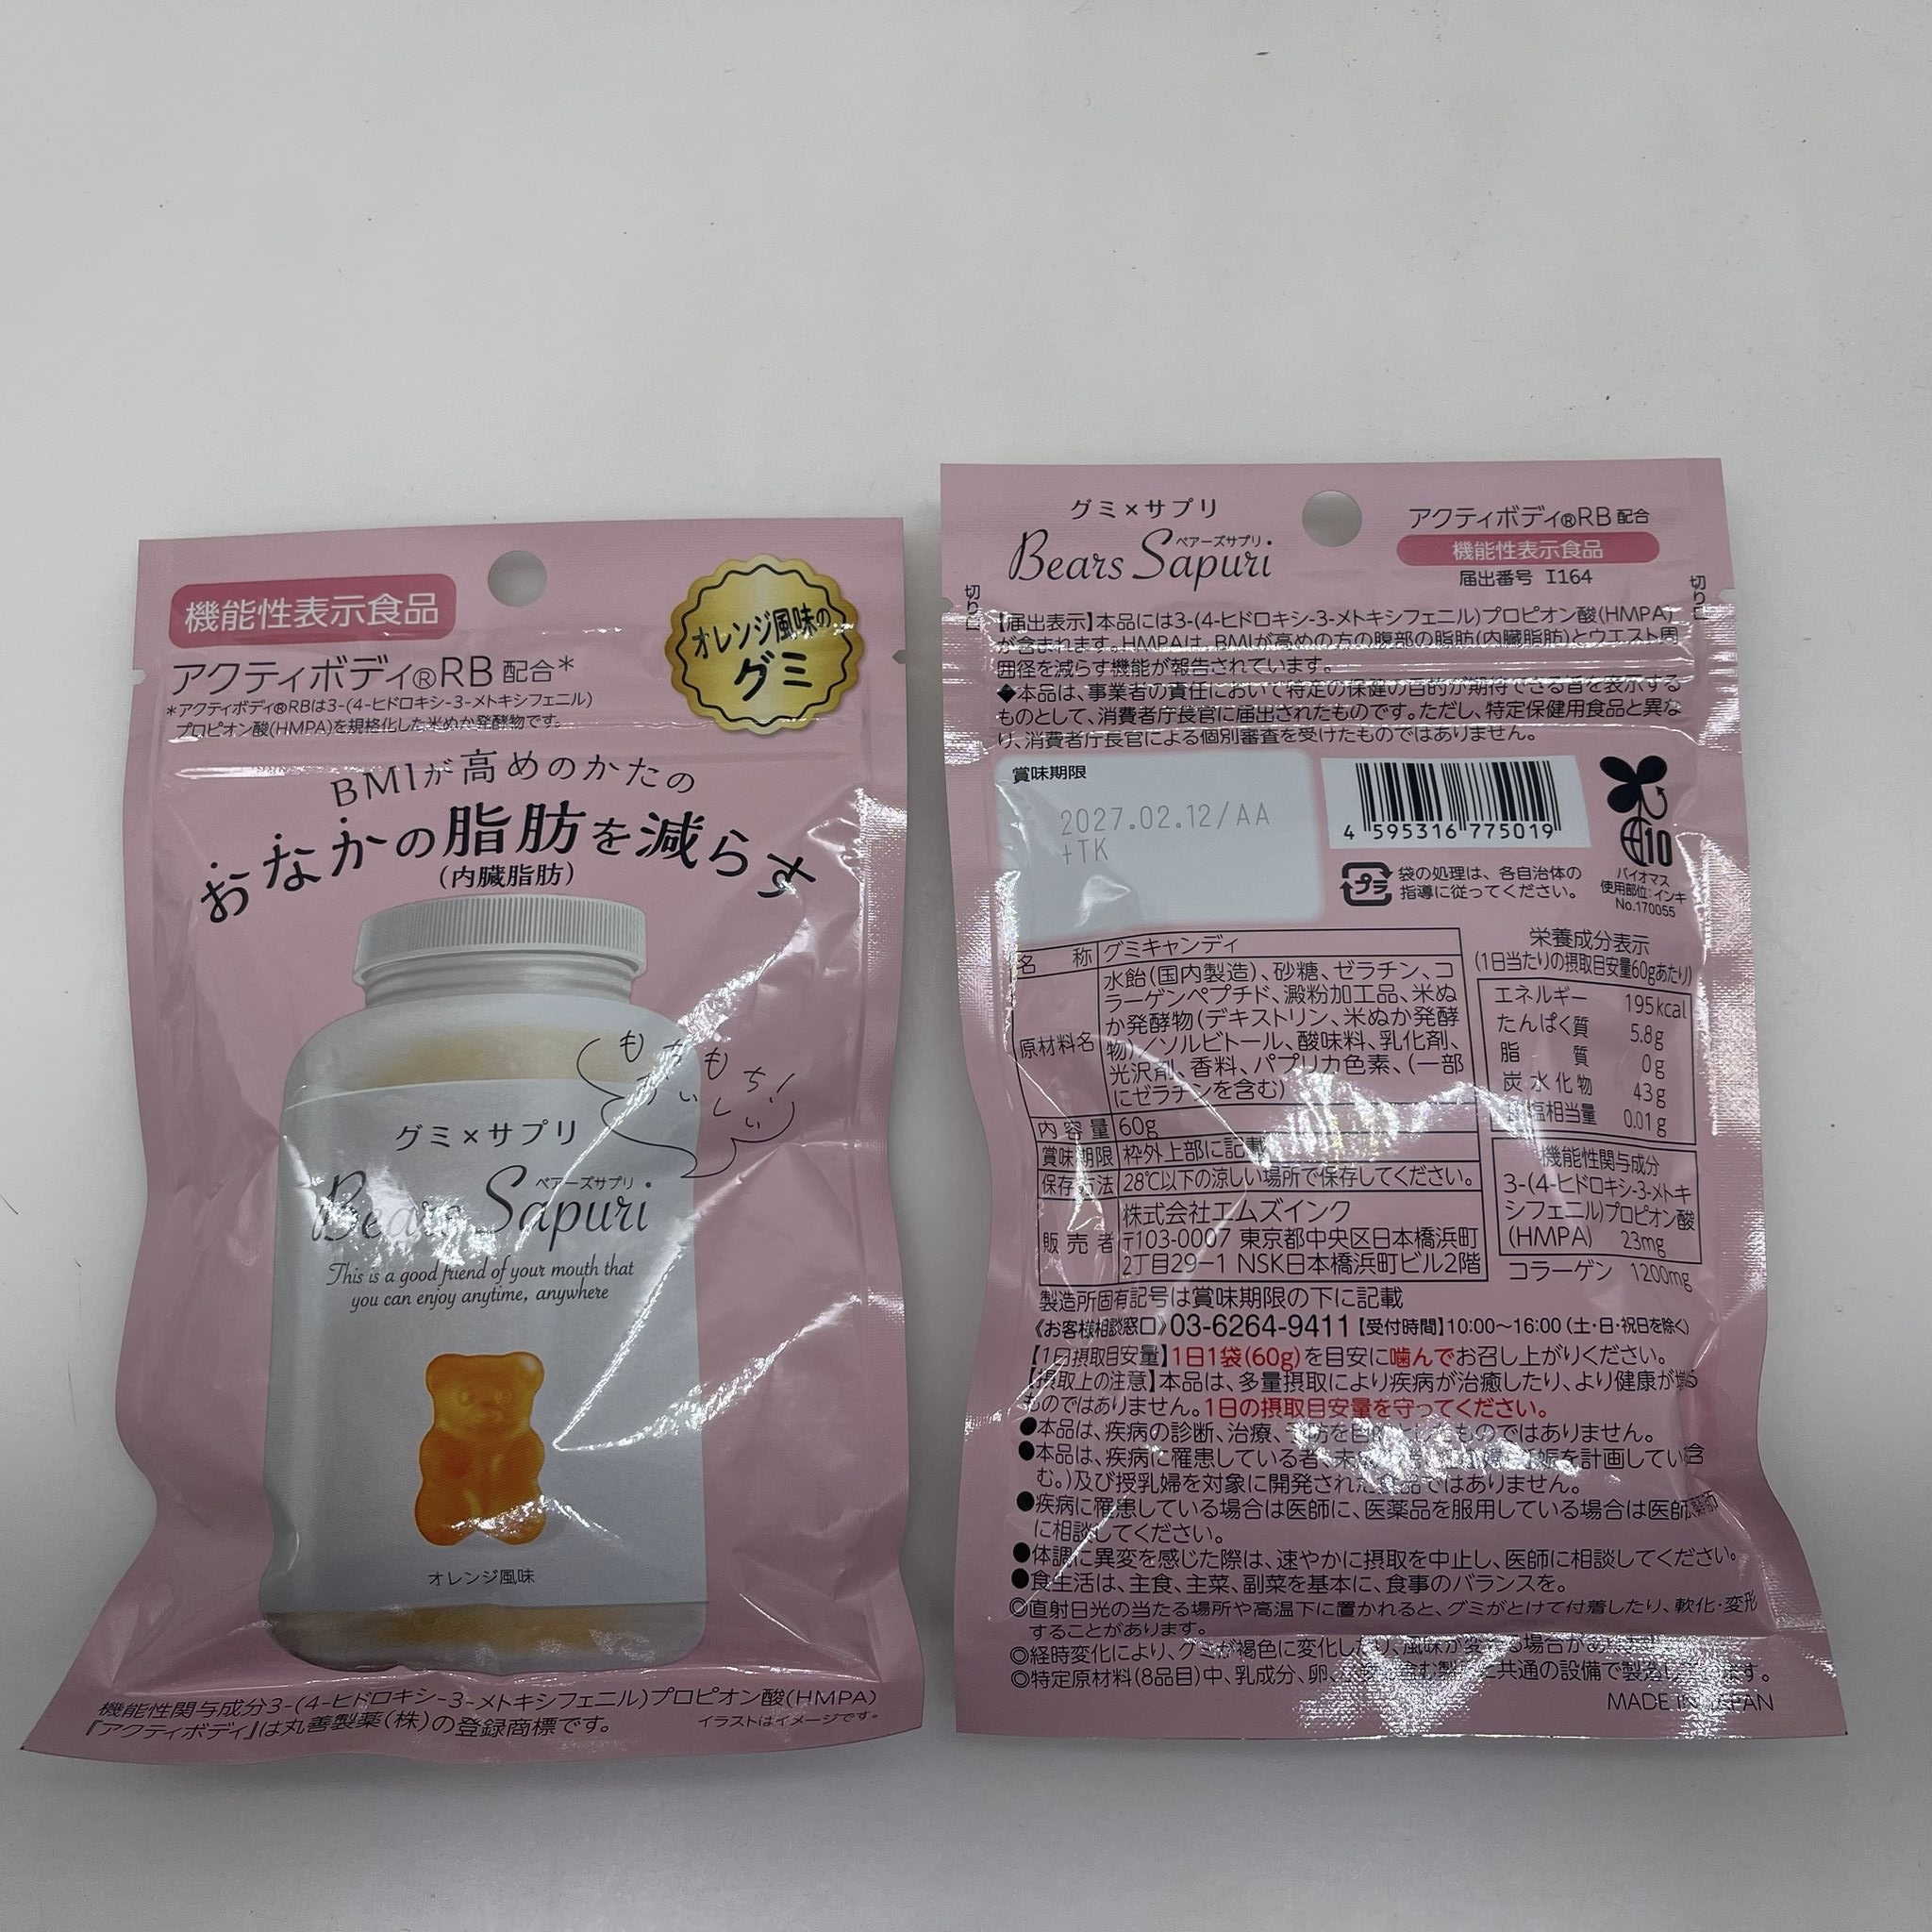 機能性表示食品
オレンジ風味の
グミ
アクティボディ®RB 配合*
*アクティボディ®RBは3-(4-ヒドロキシ-3-メトキシフェニル)
プロピオン酸(HMPA)を規格化した米ぬか発酵物です。
BMIが高めのかたの
おなかの脂肪を減らす
(内臓脂肪)
もちもち!
おいしい
グミ×サプリ
ベアーズサプリ
Bears Sapuri
This is a good friend of your mouth that
you can enjoy anytime, anywhere
オレンジ風味
機能性関与成分3-(4-ヒドロキシ-3-メトキシフェニル)プロピオン酸(HMPA)
『アクティボディ』は丸善製薬(株)の登録商標です。
イラストはイメージです。
グミ×サプリ
ベアーズサプリ
Bears Sapuri
アクティボディ®RB 配合
機能性表示食品
届出番号 I164
切り口
切り口
【届出表示】本品には3-(4-ヒドロキシ-3-メトキシフェニル)プロピオン酸(HMPA)
が含まれます。HMPAは、BMIが高めの方の腹部の脂肪(内臓脂肪)とウエスト周
囲径を減らす機能が報告されています。
◆本品は、事業者の責任において特定の保健の目的が期待できる旨を表示する
ものとして、消費者庁長官に届出されたものです。ただし、特定保健用食品と異な
り、消費者庁長官による個別審査を受けたものではありません。
賞味期限
2027.02.12/AA
+TK
4 595316 775019
プラ
袋の処理は、各自治体の
指導に従ってください。
10
バイオマス
使用部位:インキ
No.170055
名 称 グミキャンディ
原材料名
水飴(国内製造)、砂糖、ゼラチン、コ
ラーゲンペプチド、澱粉加工品、米ぬ
か発酵物(デキストリン、米ぬか発酵
物)/ソルビトール、酸味料、乳化剤、
光沢剤、香料、パプリカ色素、(一部
にゼラチンを含む)
内容量 60g
賞味期限 枠外上部に記載
保存方法 28℃以下の涼しい場所で保存してください。
販売者
株式会社エムズインク
〒103-0007 東京都中央区日本橋浜町
2丁目29-1 NSK日本橋浜町ビル2階
栄養成分表示
(1日当たりの摂取目安量60gあたり)
エネルギー 195kcal
たんぱく質 5.8g
脂 質 0g
炭水化物 43g
塩相当量 0.01g
機能性関与成分
3-(4-ヒドロキシ-3-メトキ
シフェニル)プロピオン酸
(HMPA) 23mg
コラーゲン 1200mg
製造所固有記号は賞味期限の下に記載
《お客様相談窓口》03-6264-9411【受付時間】10:00~16:00(土・日・祝日を除く)
【1日摂取目安量】1日1袋(60g)を目安に噛んでお召し上がりください。
【摂取上の注意】本品は、多量摂取により疾病が治癒したり、より健康が増
ものではありません。1日の摂取目安量を守ってください。
●本品は、疾病の診断、治療、予防を目的としたものではありません。
●本品は、疾病に罹患している者、未 娠を計画している 含
む。)及び授乳婦を対象に開発された食品ではありません。
●疾病に罹患している場合は医師に、医薬品を服用している場合は医師、薬剤師
に相談してください。
●体調に異変を感じた際は、速やかに摂取を中止し、医師に相談してください。
●食生活は、主食、主菜、副菜を基本に、食事のバランスを。
◎直射日光の当たる場所や高温下に置かれると、グミがとけて付着したり、軟化・変形
することがあります。
◎経時変化により、グミが褐色に変化したり、風味が変 る場合があ
◎特定原材料(8品目)中、乳成分、卵、 む製 と共通の設備で製造し ます。
MADE IN JAPAN